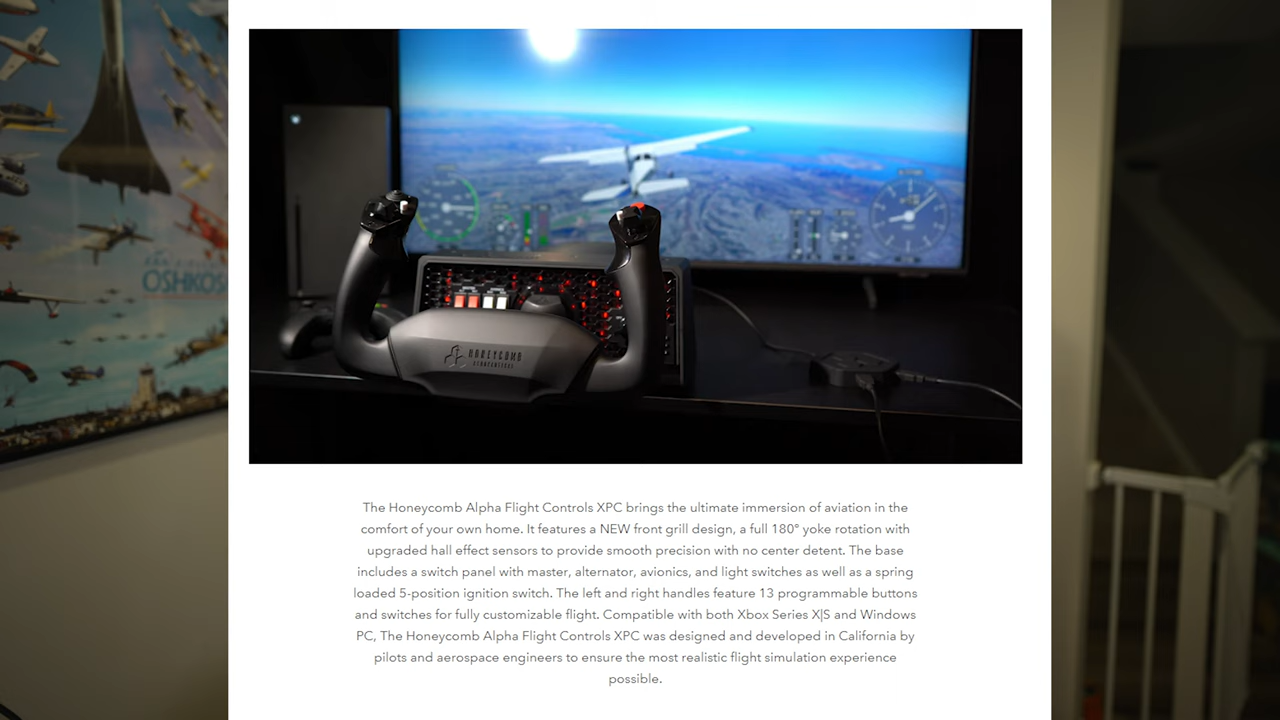 OSHKOS
HONEYCOMB
The Honeycomb Alpha Flight Controls XPC brings the ultimate immersion of aviation in the
comfort of your own home. It features a NEW front grill design, a full 180° yoke rotation with
upgraded hall effect sensors to provide smooth precision with no center detent. The base
includes a switch panel with master, alternator, avionics, and light switches as well as a spring
loaded 5-position ignition switch. The left and right handles feature 13 programmable buttons
and switches for fully customizable flight. Compatible with both Xbox Series X|S and Windows
PC, The Honeycomb Alpha Flight Controls XPC was designed and developed in California by
pilots and aerospace engineers to ensure the most realistic flight simulation experience
possible.